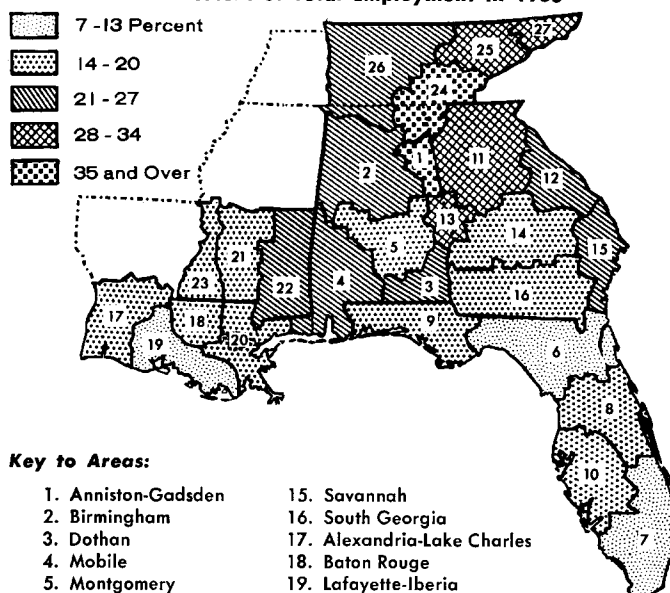 7 - 13 Percent
14 - 20
21 - 27
28 - 34
35 and Over
27
25
26
24
1
2
11
12
13
14
15
5
21
22
4
3
16
23
17
18
9
19
20
6
8
10
7
Key to Areas:
1. Anniston-Gadsden
2. Birmingham
3. Dothan
4. Mobile
5. Montgomery
15. Savannah
16. South Georgia
17. Alexandria-Lake Charles
18. Baton Rouge
19. Lafayette-Iberia